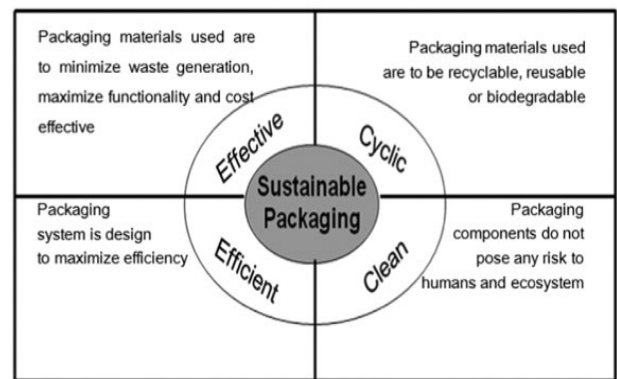 Packaging materials used are
to minimize waste generation,
maximize functionality and cost
effective
Packaging materials used
are to be recyclable, reusable
or biodegradable
Effective
Cyclic
Sustainable
Packaging
Packaging
system is design
to maximize efficiency
Efficient
Clean
Packaging
components do not
pose any risk to
humans and ecosystem